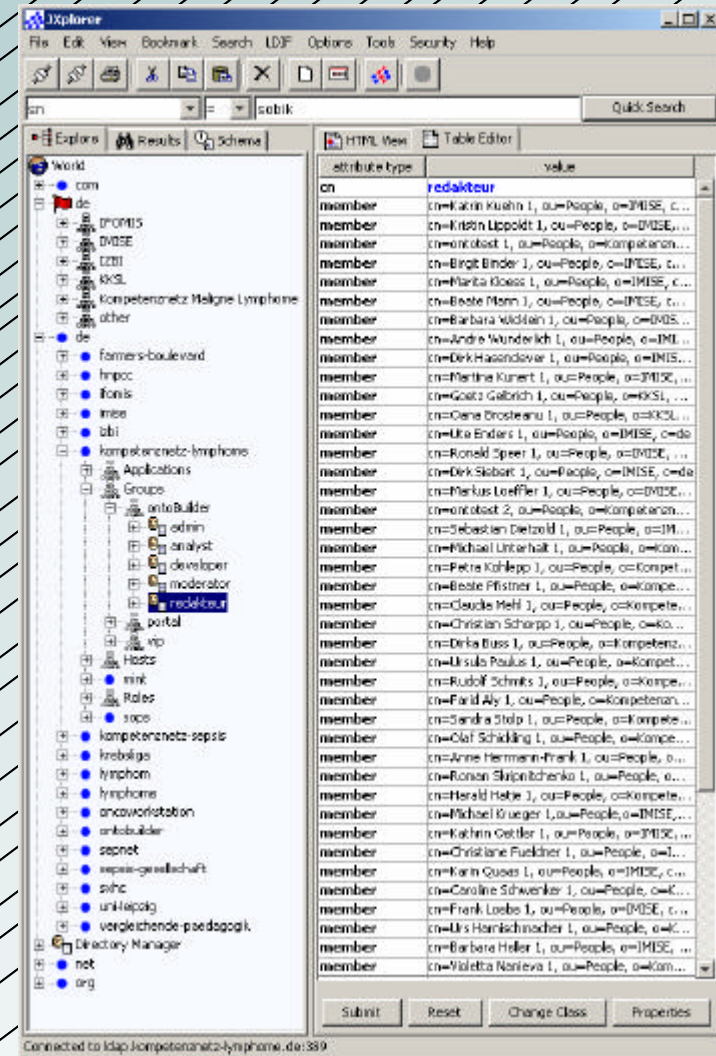 JXplorer
File Edit View Bookmark Search LDIF Options Tools Security Help
sn = sobik Quick Search
Explore Results Schema
World
com
de
IFOMIS
IMISE
IZBI
KKSL
Kompetenznetz Maligne Lymphome
other
de
farmers-boulevard
hnpcc
ifomis
imise
izbi
kompetenznetz-lymphome
Applications
Groups
ontoBuilder
admin
analyst
developer
moderator
redakteur
portal
vip
Hosts
mint
Roles
sops
kompetenznetz-sepsis
krebsliga
lymphom
lymphome
oncoworkstation
ontobuilder
sepnet
sepsis-gesellschaft
sxhc
uni-leipzig
vergleichende-paedagogik
Directory Manager
net
org
HTML View Table Editor
attribute type value
cn redakteur
member cn=Katrin Kuehn 1, ou=People, o=IMISE, c...
member cn=Kristin Lippoldt 1, ou=People, o=IMISE,...
member cn=ontotest 1, ou=People, o=Kompetenzn...
member cn=Birgit Binder 1, ou=People, o=IMISE, c...
member cn=Marita Kloess 1, ou=People, o=IMISE, c...
member cn=Beate Mann 1, ou=People, o=IMISE, c...
member cn=Barbara Wicklein 1, ou=People, o=IMIS...
member cn=Andre Wunderlich 1, ou=People, o=IMI...
member cn=Dirk Hasenclever 1, ou=People, o=IMIS...
member cn=Martina Kunert 1, ou=People, o=IMISE, ...
member cn=Goetz Gelbrich 1, ou=People, o=KKSL, ...
member cn=Oana Brosteanu 1, ou=People, o=KKSL...
member cn=Ute Enders 1, ou=People, o=IMISE, c=de
member cn=Ronald Speer 1, ou=People, o=IMISE, ...
member cn=Dirk Siebert 1, ou=People, o=IMISE, c=de
member cn=Markus Loeffler 1, ou=People, o=IMISE...
member cn=ontotest 2, ou=People, o=Kompetenzn...
member cn=Sebastian Dietzold 1, ou=People, o=IM...
member cn=Michael Unterhalt 1, ou=People, o=Kom...
member cn=Petra Kohlepp 1, ou=People, o=Kompet...
member cn=Beate Pfistner 1, ou=People, o=Kompe...
member cn=Claudia Mehl 1, ou=People, o=Kompete...
member cn=Christian Schorpp 1, ou=People, o=Ko...
member cn=Dirka Buss 1, ou=People, o=Kompetenz...
member cn=Ursula Paulus 1, ou=People, o=Kompet...
member cn=Rudolf Schmits 1, ou=People, o=Kompet...
member cn=Farid Aly 1, ou=People, o=Kompetenzn...
member cn=Sandra Stolp 1, ou=People, o=Kompete...
member cn=Olaf Schickling 1, ou=People, o=Kompe...
member cn=Anne Herrmann-Frank 1, ou=People, o...
member cn=Roman Skripnitchenko 1, ou=People, o...
member cn=Harald Hatje 1, ou=People, o=Kompete...
member cn=Michael Krueger 1,ou=People,o=IMISE,...
member cn=Kathrin Oettler 1, ou=People, o=IMISE, ...
member cn=Christiane Fueldner 1, ou=People, o=I...
member cn=Karin Quaas 1, ou=People, o=IMISE, c...
member cn=Caroline Schwenker 1, ou=People, o=K...
member cn=Frank Loebe 1, ou=People, o=IMISE, c...
member cn=Urs Harnischmacher 1, ou=People, o=K...
member cn=Barbara Heller 1, ou=People, o=IMISE, ...
member cn=Violetta Nanieva 1, ou=People, o=Kom...
Submit Reset Change Class Properties
Connected to ldap.kompetenznetz-lymphome.de:389